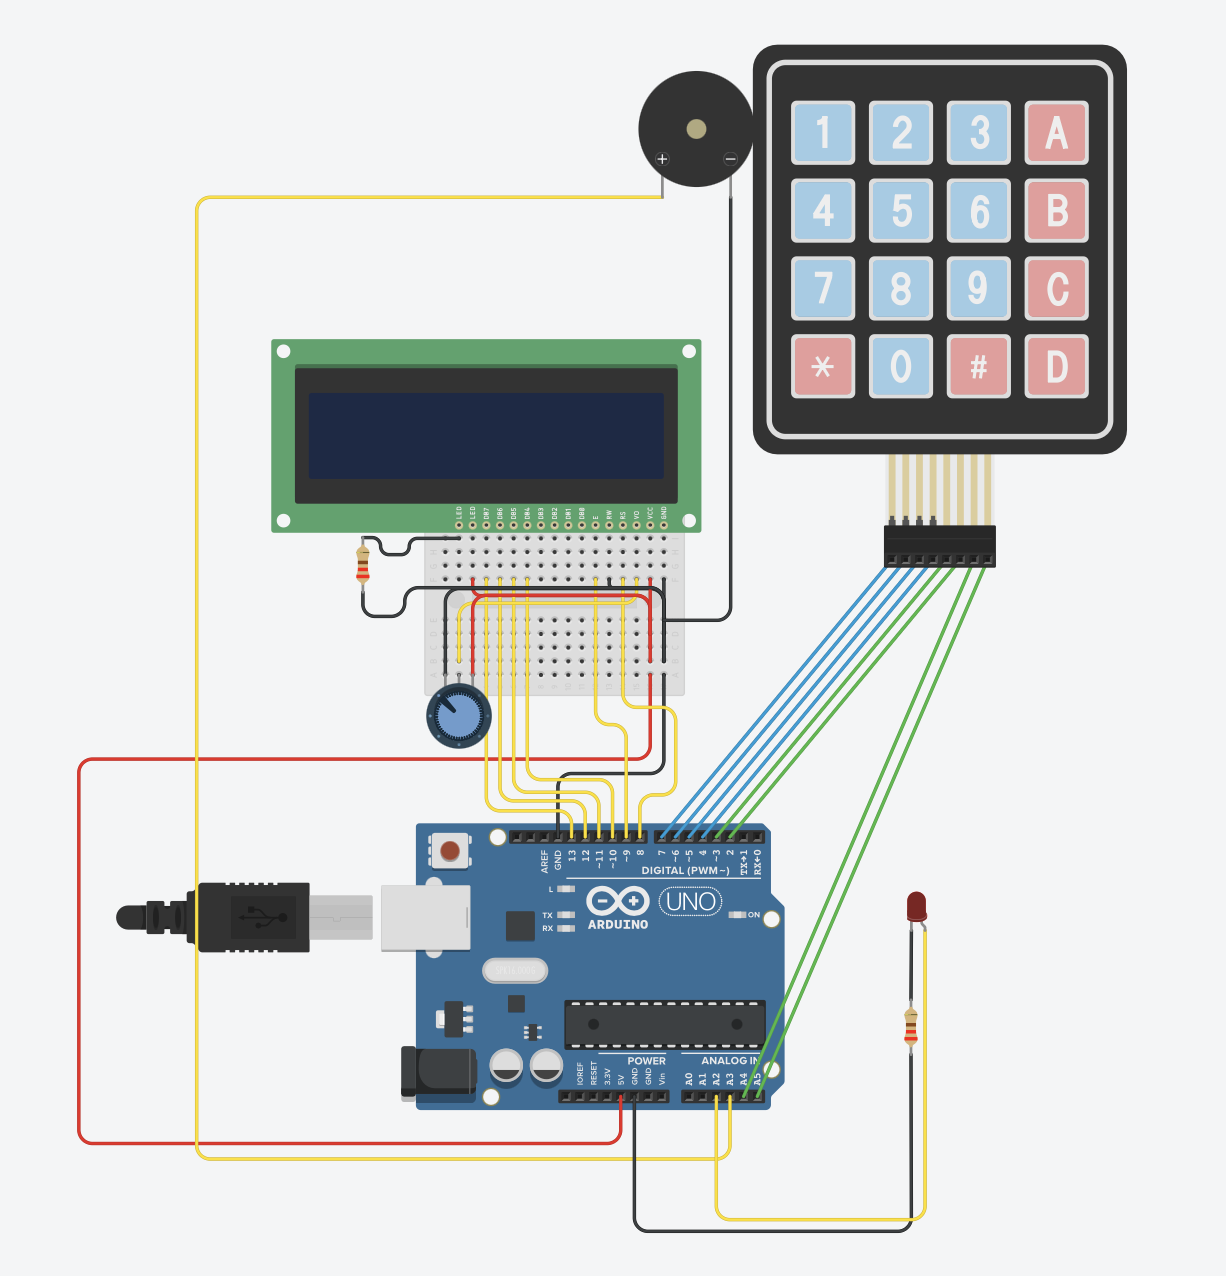 1 2 3 A
+ −
4 5 6 B
7 8 9 C
* 0 # D
LED LED DB7 DB6 DB5 DB4 DB3 DB2 DB1 DB0 E RW RS VO VCC GND
AREF GND 13 12 ~11 ~10 ~9 8 7 ~6 ~5 4 ~3 2 TX→1 RX←0
DIGITAL (PWM~)
L
TX
RX
ARDUINO
UNO
ON
POWER
ANALOG IN
IOREF RESET 3.3V 5V GND GND Vin A0 A1 A2 A3 A4 A5